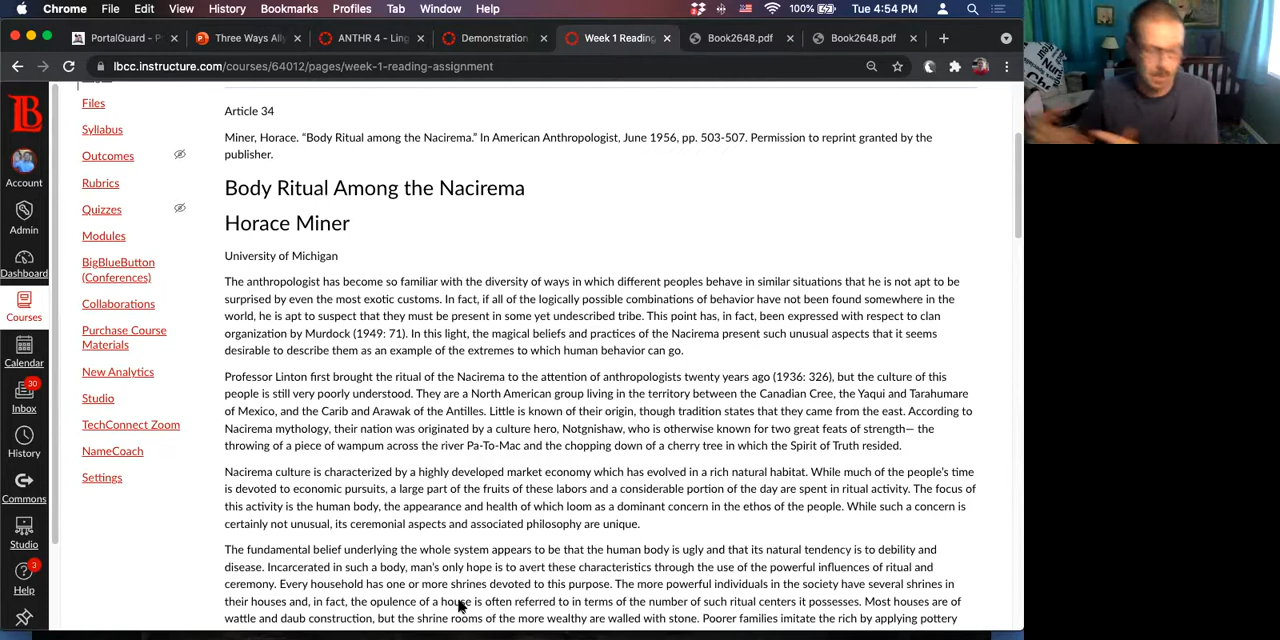 Chrome File Edit View History Bookmarks Profiles Tab Window Help 100% Tue 4:54 PM
PortalGuard - P Three Ways Ally ANTHR 4 - Ling Demonstration Week 1 Reading Book2648.pdf Book2648.pdf
lbcc.instructure.com/courses/64012/pages/week-1-reading-assignment
Account
Admin
Dashboard
Courses
Calendar
30
Inbox
History
Commons
Studio
3
Help
Files
Syllabus
Outcomes
Rubrics
Quizzes
Modules
BigBlueButton
(Conferences)
Collaborations
Purchase Course
Materials
New Analytics
Studio
TechConnect Zoom
NameCoach
Settings
Article 34
Miner, Horace. “Body Ritual among the Nacirema.” In American Anthropologist, June 1956, pp. 503-507. Permission to reprint granted by the
publisher.
Body Ritual Among the Nacirema
Horace Miner
University of Michigan
The anthropologist has become so familiar with the diversity of ways in which different peoples behave in similar situations that he is not apt to be
surprised by even the most exotic customs. In fact, if all of the logically possible combinations of behavior have not been found somewhere in the
world, he is apt to suspect that they must be present in some yet undescribed tribe. This point has, in fact, been expressed with respect to clan
organization by Murdock (1949: 71). In this light, the magical beliefs and practices of the Nacirema present such unusual aspects that it seems
desirable to describe them as an example of the extremes to which human behavior can go.
Professor Linton first brought the ritual of the Nacirema to the attention of anthropologists twenty years ago (1936: 326), but the culture of this
people is still very poorly understood. They are a North American group living in the territory between the Canadian Cree, the Yaqui and Tarahumare
of Mexico, and the Carib and Arawak of the Antilles. Little is known of their origin, though tradition states that they came from the east. According to
Nacirema mythology, their nation was originated by a culture hero, Notgnishaw, who is otherwise known for two great feats of strength— the
throwing of a piece of wampum across the river Pa-To-Mac and the chopping down of a cherry tree in which the Spirit of Truth resided.
Nacirema culture is characterized by a highly developed market economy which has evolved in a rich natural habitat. While much of the people’s time
is devoted to economic pursuits, a large part of the fruits of these labors and a considerable portion of the day are spent in ritual activity. The focus of
this activity is the human body, the appearance and health of which loom as a dominant concern in the ethos of the people. While such a concern is
certainly not unusual, its ceremonial aspects and associated philosophy are unique.
The fundamental belief underlying the whole system appears to be that the human body is ugly and that its natural tendency is to debility and
disease. Incarcerated in such a body, man’s only hope is to avert these characteristics through the use of the powerful influences of ritual and
ceremony. Every household has one or more shrines devoted to this purpose. The more powerful individuals in the society have several shrines in
their houses and, in fact, the opulence of a house is often referred to in terms of the number of such ritual centers it possesses. Most houses are of
wattle and daub construction, but the shrine rooms of the more wealthy are walled with stone. Poorer families imitate the rich by applying pottery